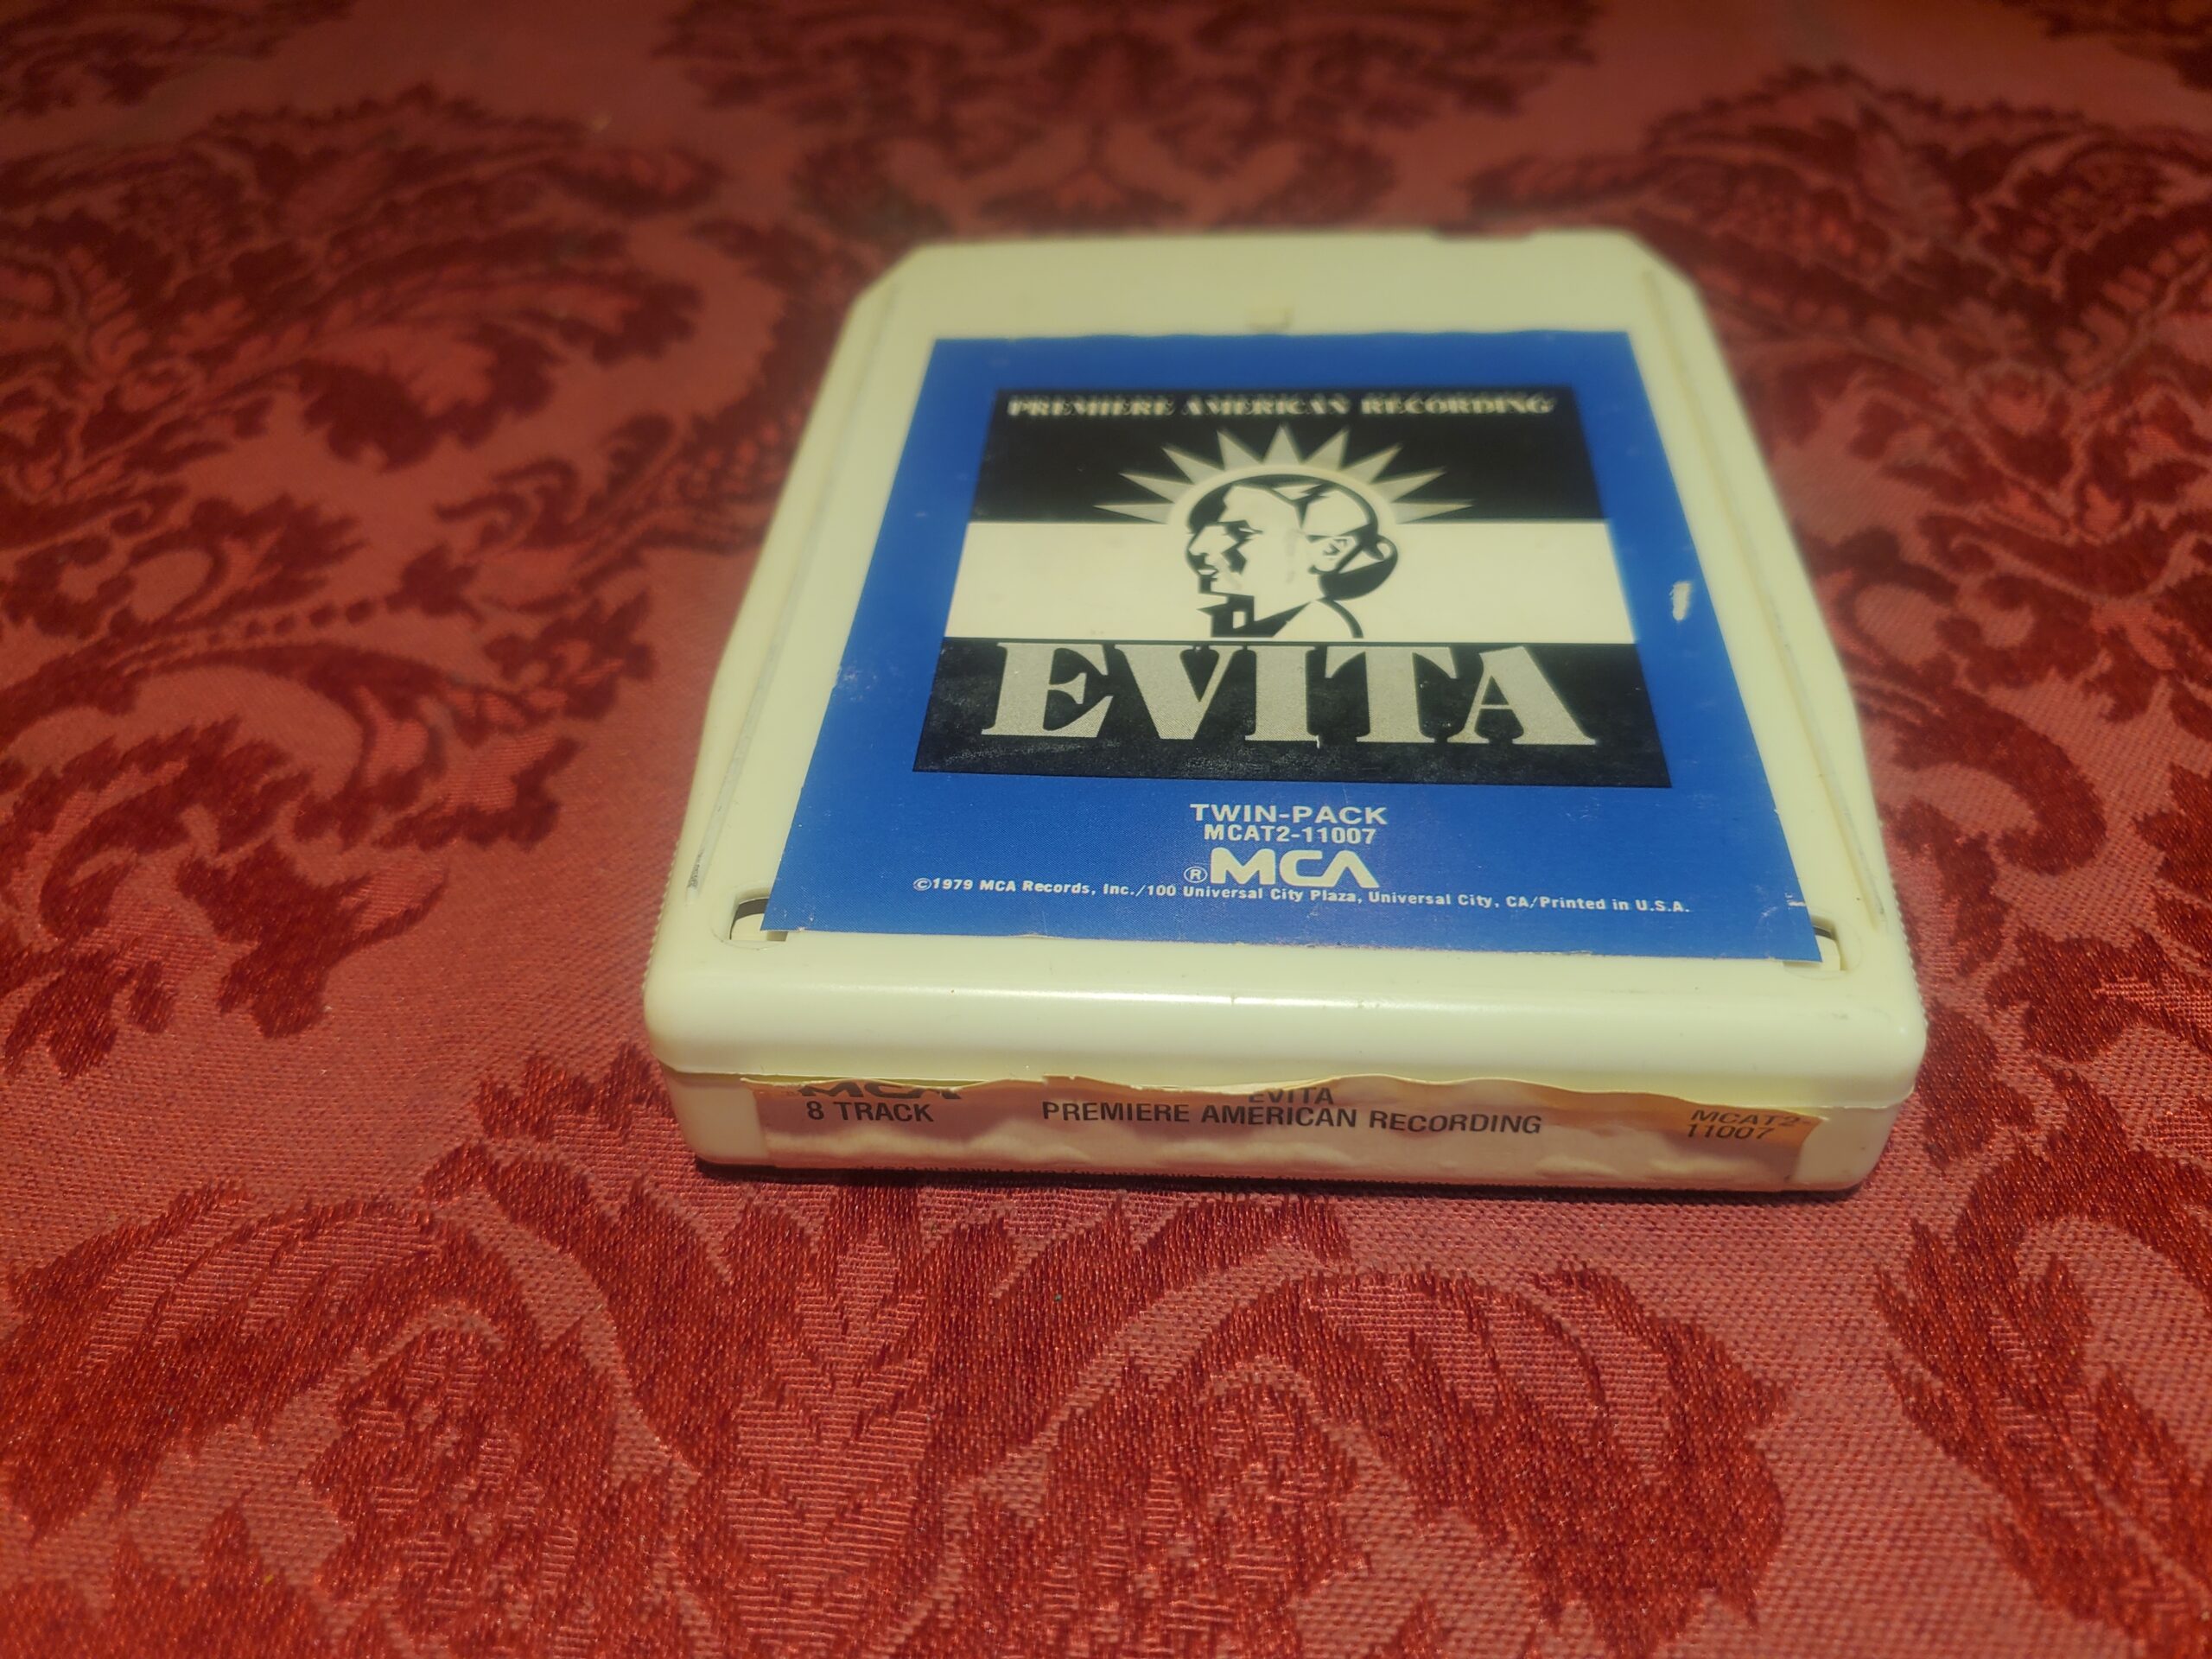 PREMIERE AMERICAN RECORDING
EVITA
TWIN-PACK
MCAT2-11007
®MCA
©1979 MCA Records, Inc./100 Universal City Plaza, Universal City, CA/Printed in U.S.A.
MCA
8 TRACK
EVITA
PREMIERE AMERICAN RECORDING
MCAT2-
11007